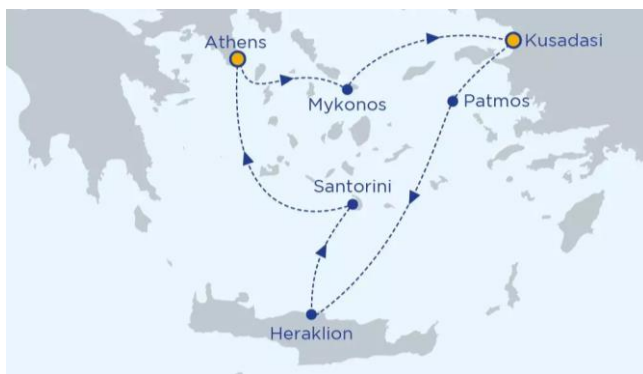 Athens
Kusadasi
Mykonos
Patmos
Santorini
Heraklion